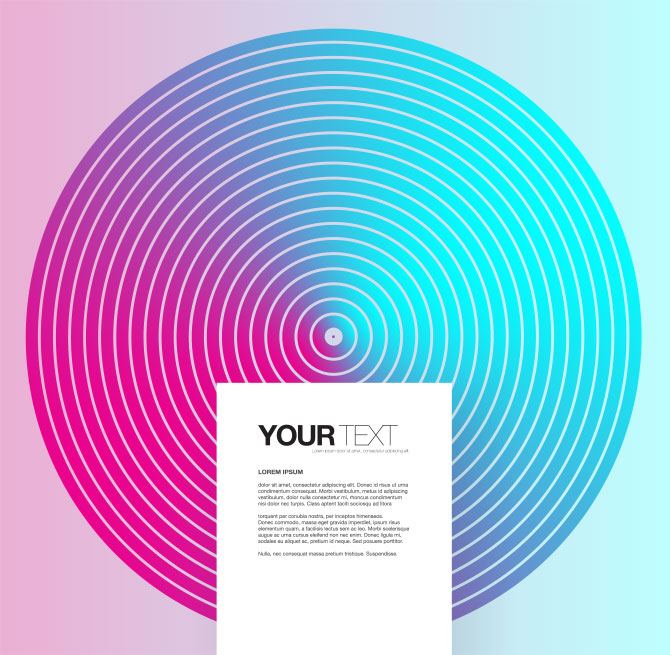 YOUR TEXT
Lorem ipsum dolor sit amet, consectetur adipiscing elit.
LOREM IPSUM
dolor sit amet, consectetur adipiscing elit. Donec id risus ut urna
condimentum consequat. Morbi vestibulum, metus id aliquam
vestibulum, dolor nulla consectetur mi, rhoncus condimentum
nunc dolor nec turpis. Class aptent taciti sociosqu ad litora
torquent per conubia nostra, per inceptos himenaeos.
Donec commodo, massa eget gravida imperdiet, ipsum risus
elementum quam, a facilisis lectus sem ac leo. Morbi scelerisque
augue ac urna cursus eleifend non nec enim. Donec ligula mi,
sodales eu aliquet ac, pretium id neque. Sed posuere porttitor.
Nulla, nec consequat massa pretium tristique. Suspendisse.